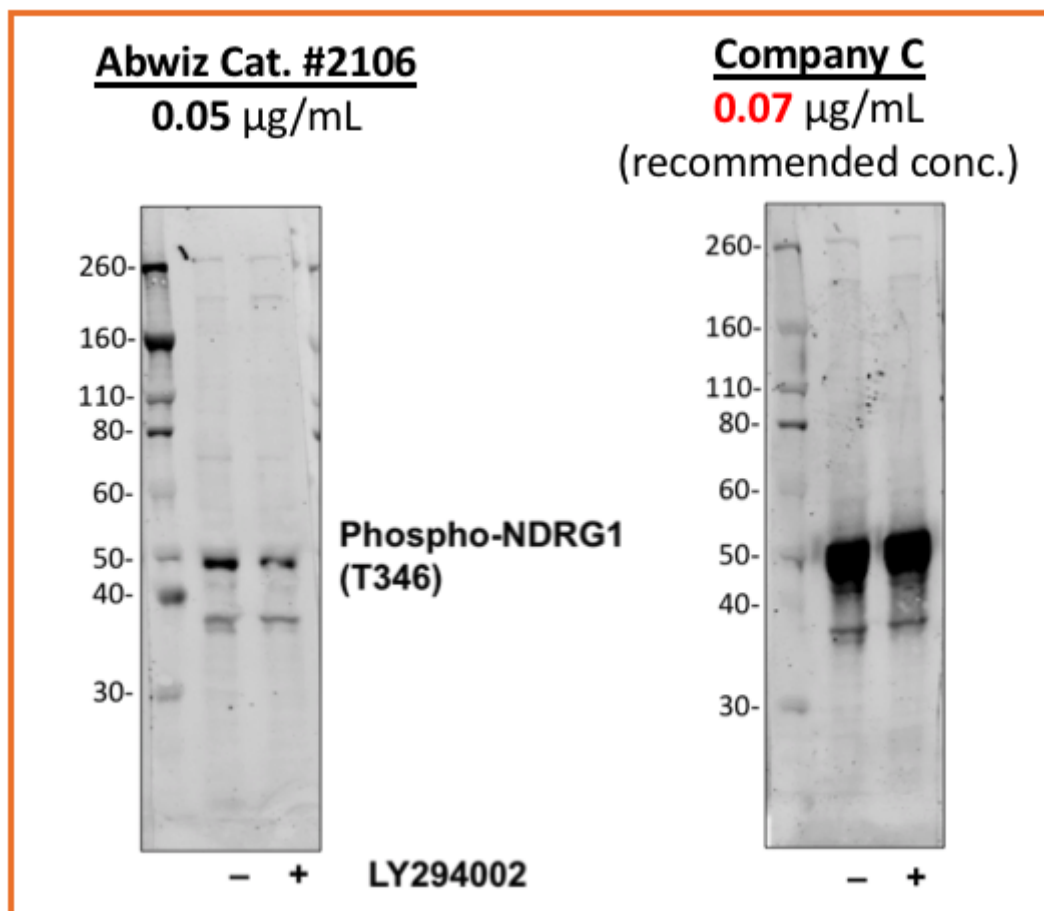 Abwiz Cat. #2106
0.05 µg/mL
Company C
0.07 µg/mL
(recommended conc.)
260-
160-
110-
80-
60-
50-
40-
30-
Phospho-NDRG1
(T346)
260-
160-
110-
80-
60-
50-
40-
30-
– + LY294002 – +